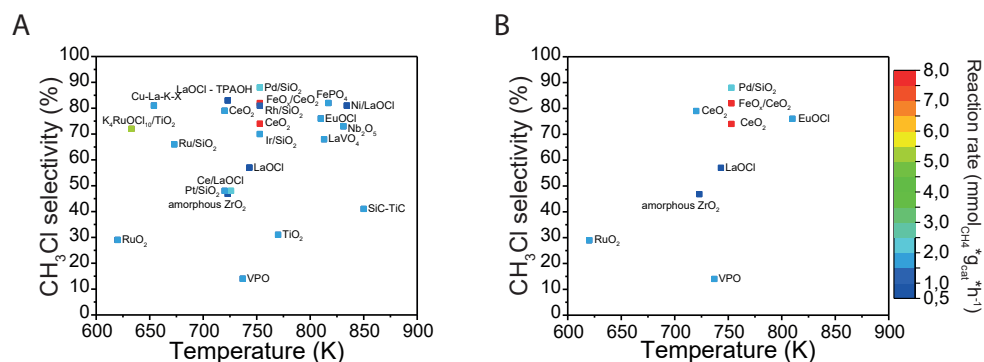 A
CH3Cl selectivity (%)
100
90
80
70
60
50
40
30
20
10
0
600
650
700
750
800
850
900
Temperature (K)
LaOCl - TPAOH
Pd/SiO2
FePO4
Cu-La-K-X
FeOx/CeO2
Ni/LaOCl
CeO2
Rh/SiO2
EuOCl
K4RuOCl10/TiO2
CeO2
Nb2O5
Ru/SiO2
Ir/SiO2
LaVO4
LaOCl
Ce/LaOCl
Pt/SiO2
amorphous ZrO2
SiC-TiC
RuO2
TiO2
VPO
B
CH3Cl selectivity (%)
100
90
80
70
60
50
40
30
20
10
0
600
650
700
750
800
850
900
Temperature (K)
Pd/SiO2
FeOx/CeO2
CeO2
EuOCl
CeO2
LaOCl
amorphous ZrO2
RuO2
VPO
8,0
7,0
6,0
5,0
4,0
3,0
2,0
1,0
0,5
Reaction rate (mmolCH4*gcat*h-1)